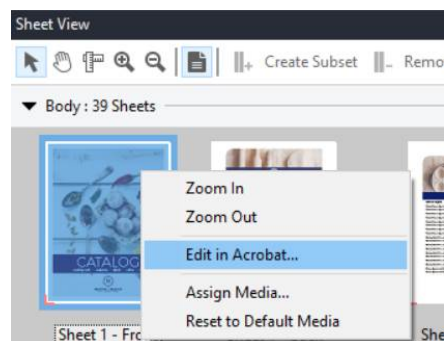 Sheet View
Create Subset
Remo
Body : 39 Sheets
CATALOG
Zoom In
Zoom Out
Edit in Acrobat...
Assign Media...
Reset to Default Media
Sheet 1 - Fro
She